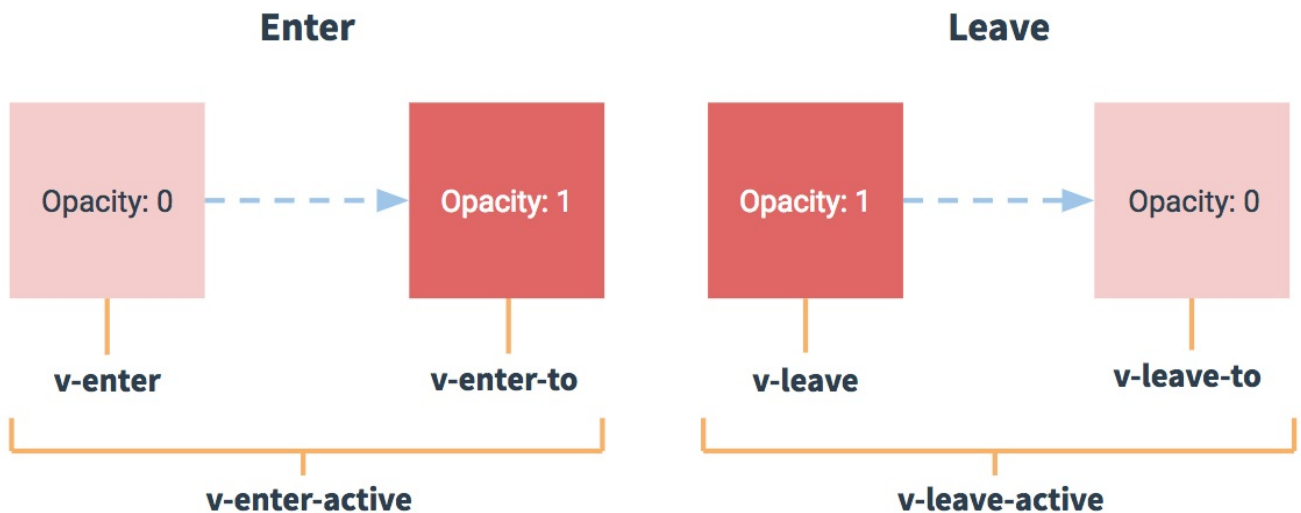 Enter
Leave
Opacity: 0
Opacity: 1
Opacity: 1
Opacity: 0
v-enter
v-enter-to
v-leave
v-leave-to
v-enter-active
v-leave-active